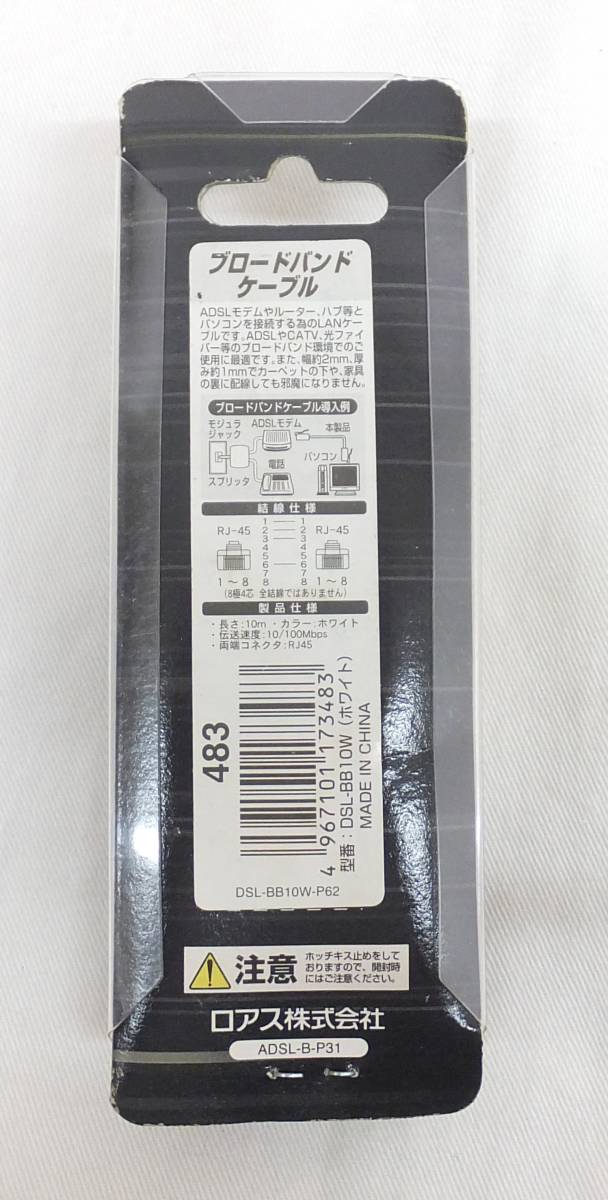 ブロードバンド
ケーブル
ADSLモデムやルーター、ハブ等と
パソコンを接続する為のLANケー
ブルです。ADSLやCATV、光ファイ
バー等のブロードバンド環境でのご
使用に最適です。また、幅約2mm、厚
み約1mmでカーペットの下や、家具
の裏に配線しても邪魔になりません。
ブロードバンドケーブル導入例
モジュラ
ジャック
ADSLモデム
本製品
スプリッタ
電話
パソコン
結線仕様
RJ-45
1 1
2 2
3 3
4 4
5 5
6 6
7 7
8 8
RJ-45
1～8
1～8
(8極4芯 全結線ではありません)
製品仕様
・長さ:10m ・カラー:ホワイト
・伝送速度:10/100Mbps
・両端コネクタ:RJ45
483
4 967101 173483
型番:DSL-BB10W(ホワイト)
MADE IN CHINA
DSL-BB10W-P62
注意
ホッチキス止めをして
おりますので、開封時
にはご注意ください。
ロアス株式会社
ADSL-B-P31